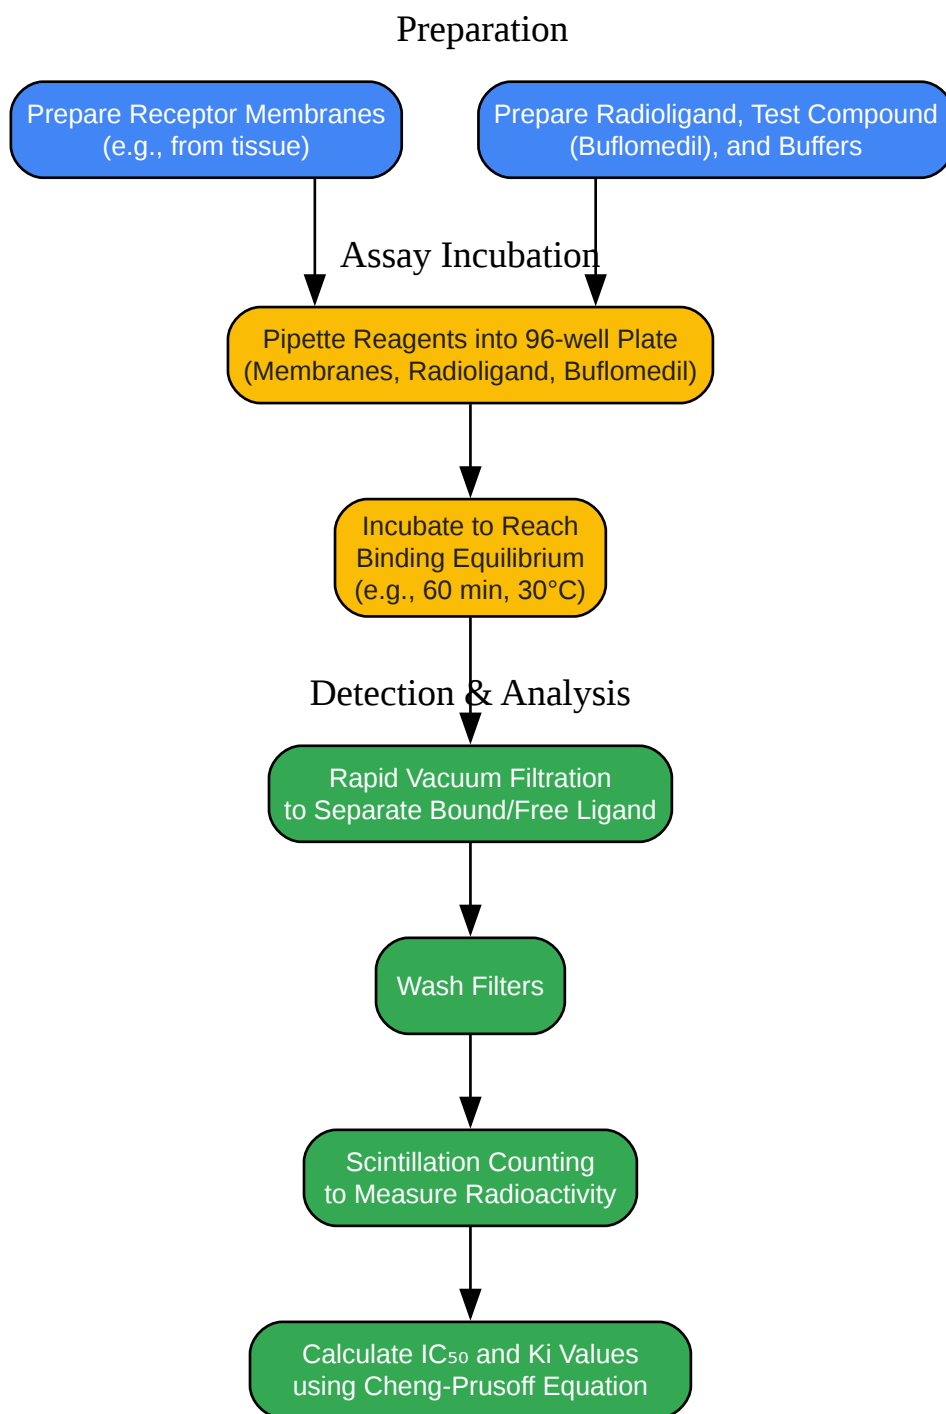 Preparation
Prepare Receptor Membranes
(e.g., from tissue)
Prepare Radioligand, Test Compound
(Buflomedil), and Buffers
Assay Incubation
Pipette Reagents into 96-well Plate
(Membranes, Radioligand, Buflomedil)
Incubate to Reach
Binding Equilibrium
(e.g., 60 min, 30°C)
Detection & Analysis
Rapid Vacuum Filtration
to Separate Bound/Free Ligand
Wash Filters
Scintillation Counting
to Measure Radioactivity
Calculate IC₅₀ and Ki Values
using Cheng-Prusoff Equation